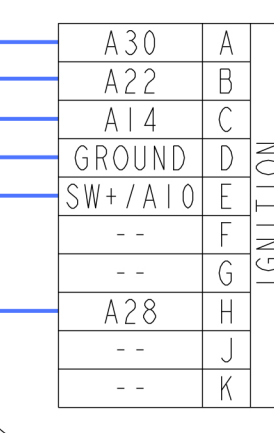 A30 A
A22 B
A14 C
GROUND D
SW+/A10 E
-- F
-- G
A28 H
-- J
-- K
IGNITION